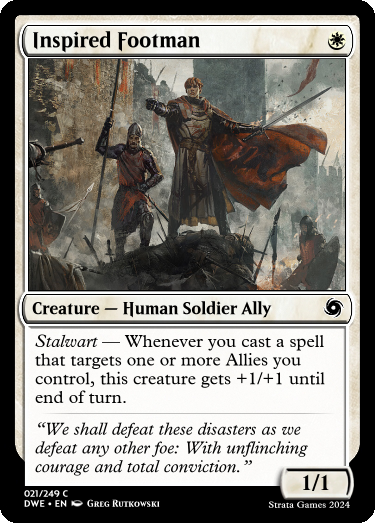 Inspired Footman
Creature — Human Soldier Ally
Stalwart — Whenever you cast a spell
that targets one or more Allies you
control, this creature gets +1/+1 until
end of turn.
“We shall defeat these disasters as we
defeat any other foe: With unflinching
courage and total conviction.”
1/1
021/249 C
DWE • EN Greg Rutkowski
Strata Games 2024